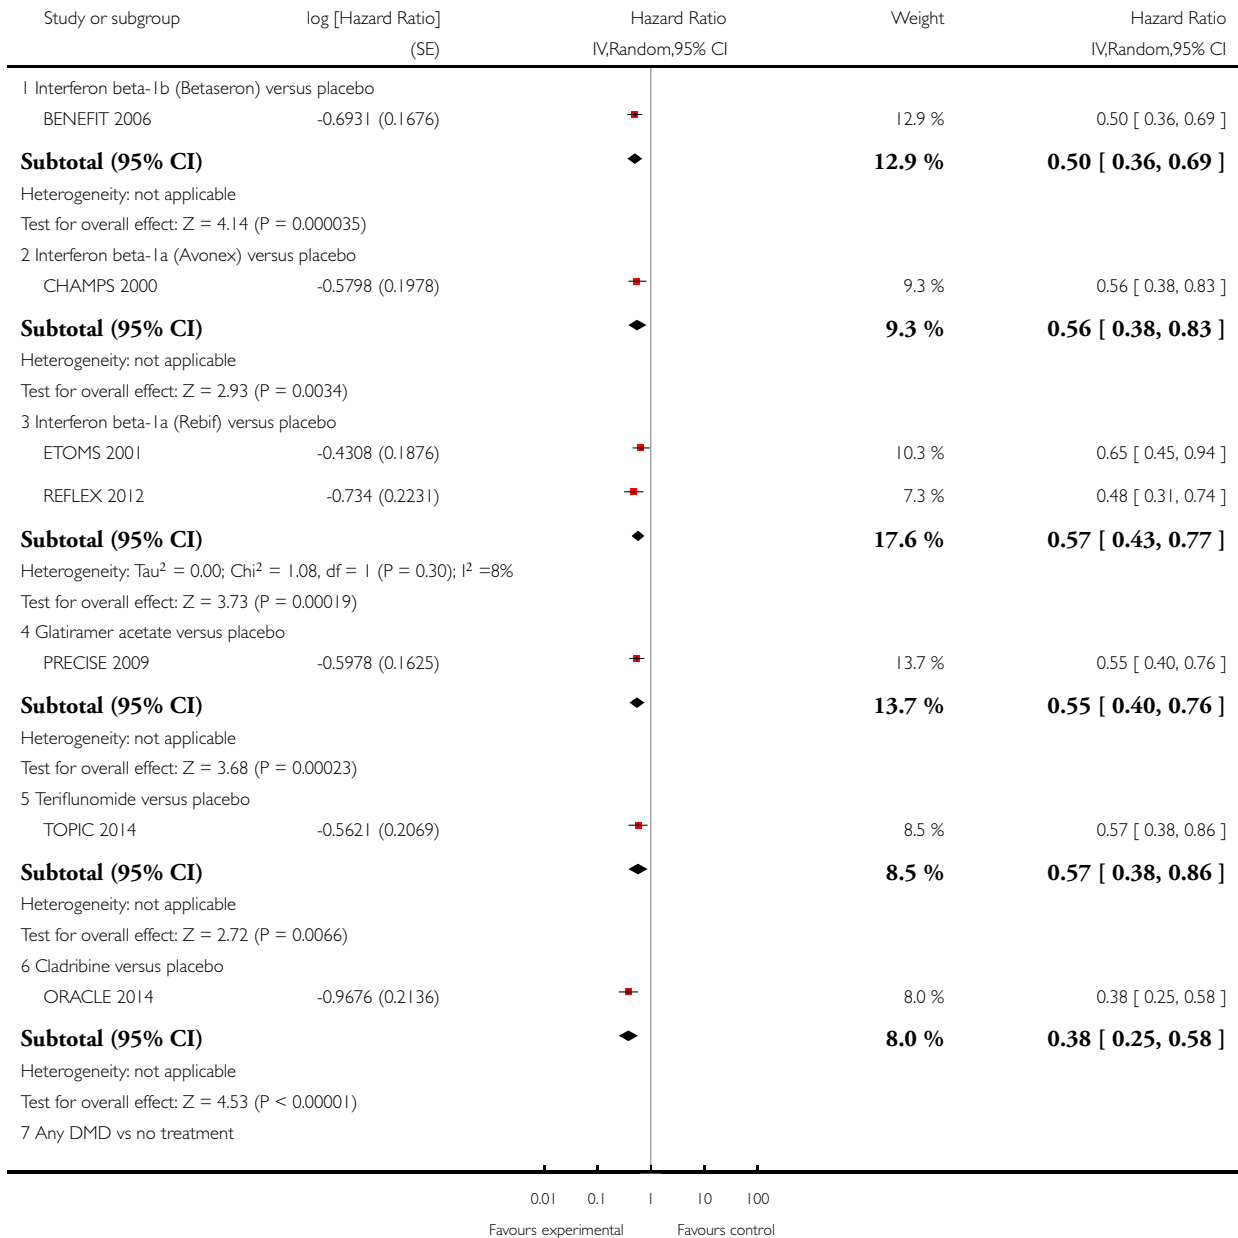 Study or subgroup log [Hazard Ratio] Hazard Ratio Weight Hazard Ratio
(SE) IV,Random,95% CI IV,Random,95% CI
1 Interferon beta-1b (Betaseron) versus placebo
BENEFIT 2006 -0.6931 (0.1676) 12.9 % 0.50 [ 0.36, 0.69 ]
Subtotal (95% CI) 12.9 % 0.50 [ 0.36, 0.69 ]
Heterogeneity: not applicable
Test for overall effect: Z = 4.14 (P = 0.000035)
2 Interferon beta-1a (Avonex) versus placebo
CHAMPS 2000 -0.5798 (0.1978) 9.3 % 0.56 [ 0.38, 0.83 ]
Subtotal (95% CI) 9.3 % 0.56 [ 0.38, 0.83 ]
Heterogeneity: not applicable
Test for overall effect: Z = 2.93 (P = 0.0034)
3 Interferon beta-1a (Rebif) versus placebo
ETOMS 2001 -0.4308 (0.1876) 10.3 % 0.65 [ 0.45, 0.94 ]
REFLEX 2012 -0.734 (0.2231) 7.3 % 0.48 [ 0.31, 0.74 ]
Subtotal (95% CI) 17.6 % 0.57 [ 0.43, 0.77 ]
Heterogeneity: Tau² = 0.00; Chi² = 1.08, df = 1 (P = 0.30); I² =8%
Test for overall effect: Z = 3.73 (P = 0.00019)
4 Glatiramer acetate versus placebo
PRECISE 2009 -0.5978 (0.1625) 13.7 % 0.55 [ 0.40, 0.76 ]
Subtotal (95% CI) 13.7 % 0.55 [ 0.40, 0.76 ]
Heterogeneity: not applicable
Test for overall effect: Z = 3.68 (P = 0.00023)
5 Teriflunomide versus placebo
TOPIC 2014 -0.5621 (0.2069) 8.5 % 0.57 [ 0.38, 0.86 ]
Subtotal (95% CI) 8.5 % 0.57 [ 0.38, 0.86 ]
Heterogeneity: not applicable
Test for overall effect: Z = 2.72 (P = 0.0066)
6 Cladribine versus placebo
ORACLE 2014 -0.9676 (0.2136) 8.0 % 0.38 [ 0.25, 0.58 ]
Subtotal (95% CI) 8.0 % 0.38 [ 0.25, 0.58 ]
Heterogeneity: not applicable
Test for overall effect: Z = 4.53 (P < 0.00001)
7 Any DMD vs no treatment
0.01 0.1 1 10 100
Favours experimental Favours control